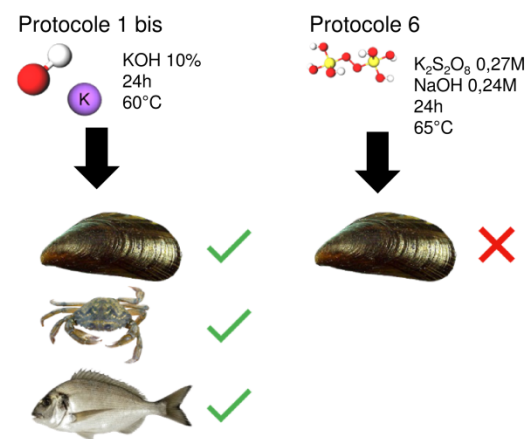 Protocole 1 bis
KOH 10%
24h
60°C
K
Protocole 6
K₂S₂O₈ 0,27M
NaOH 0,24M
24h
65°C